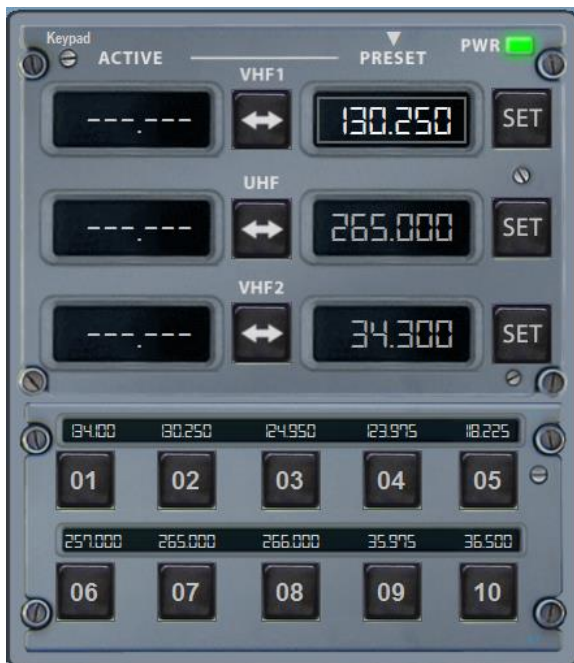 Keypad
ACTIVE PRESET PWR
VHF1
---.--- 130.250 SET
UHF
---.--- 265.000 SET
VHF2
---.--- 34.300 SET
134.100 130.250 124.950 123.975 118.225
01 02 03 04 05
257.000 265.000 266.000 35.975 36.500
06 07 08 09 10